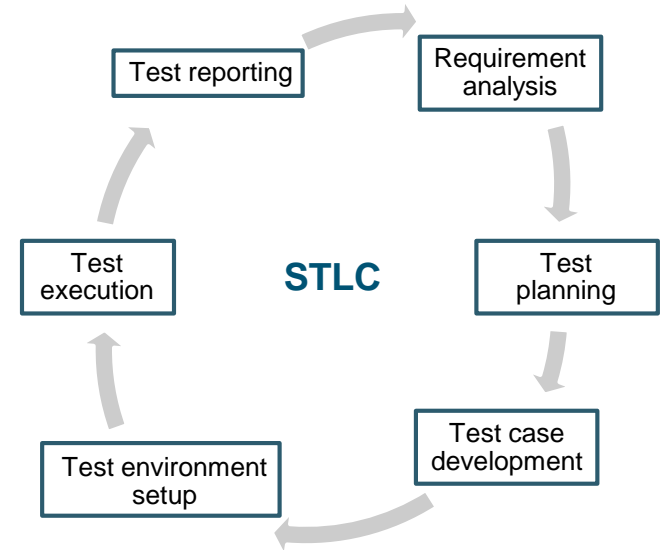 Test reporting
Requirement
analysis
Test
execution
STLC
Test
planning
Test case
development
Test environment
setup